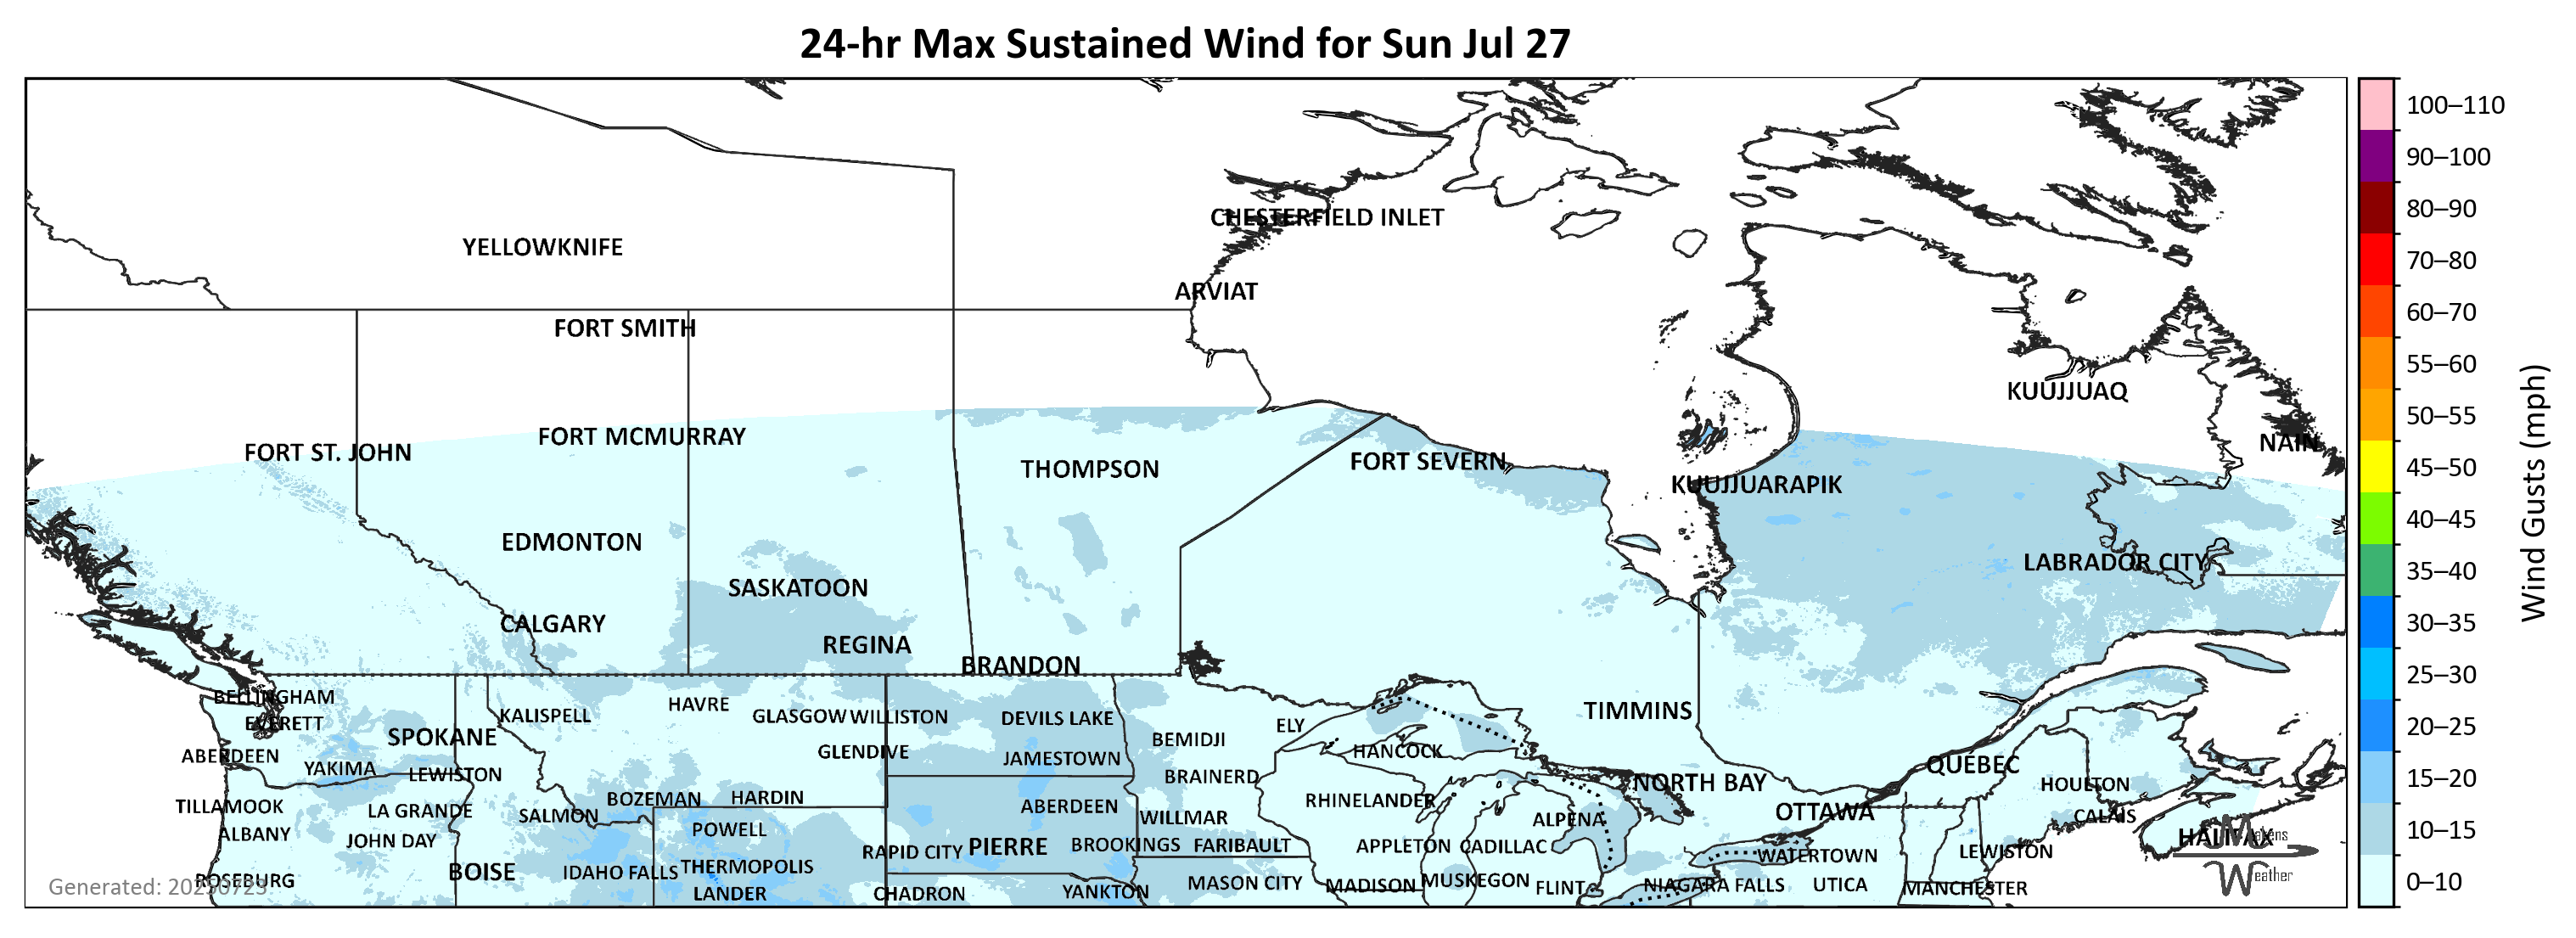 24-hr Max Sustained Wind for Sun Jul 27
CHESTERFIELD INLET
YELLOWKNIFE
ARVIAT
FORT SMITH
KUUJJUAQ
FORT MCMURRAY
NAIN
FORT ST. JOHN
FORT SEVERN
THOMPSON
KUUJJUARAPIK
EDMONTON
LABRADOR CITY
SASKATOON
CALGARY
REGINA
BRANDON
BELLINGHAM
HAVRE
TIMMINS
KALISPELL
GLASGOW
WILLISTON
DEVILS LAKE
EVERETT
ELY
SPOKANE
BEMIDJI
HANCOCK
GLENDIVE
ABERDEEN
JAMESTOWN
QUÉBEC
YAKIMA
LEWISTON
BRAINERD
NORTH BAY
HOULTON
BOZEMAN
HARDIN
RHINELANDER
TILLAMOOK
LA GRANDE
ABERDEEN
OTTAWA
SALMON
WILLMAR
ALPENA
CALAIS
ALBANY
POWELL
HALIFAX
Makens
Weather
JOHN DAY
RAPID CITY
PIERRE
BROOKINGS
FARIBAULT
APPLETON
CADILLAC
WATERTOWN
LEWISTON
BOISE
IDAHO FALLS
THERMOPOLIS
ROSEBURG
MASON CITY
MADISON
MUSKEGON
FLINT
NIAGARA FALLS
UTICA
MANCHESTER
LANDER
CHADRON
YANKTON
Generated: 20250723
100–110
90–100
80–90
70–80
60–70
55–60
50–55
45–50
40–45
35–40
30–35
25–30
20–25
15–20
10–15
0–10
Wind Gusts (mph)